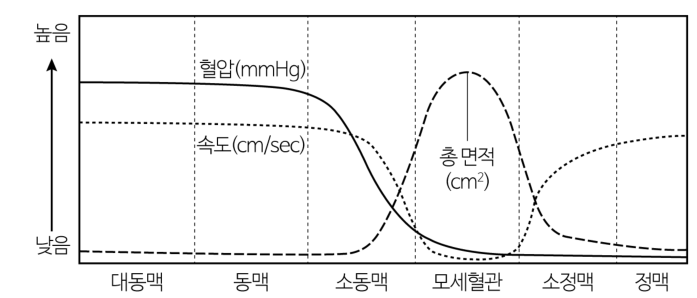 높음
혈압(mmHg)
속도(cm/sec)
총 면적
(cm²)
낮음
대동맥 동맥 소동맥 모세혈관 소정맥 정맥